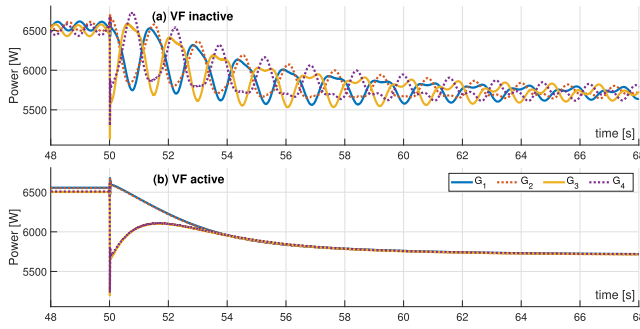 (a) VF inactive
Power [W]
6500
6000
5500
time [s]
48 50 52 54 56 58 60 62 64 66 68
(b) VF active
G1 G2 G3 G4
Power [W]
6500
6000
5500
time [s]
48 50 52 54 56 58 60 62 64 66 68